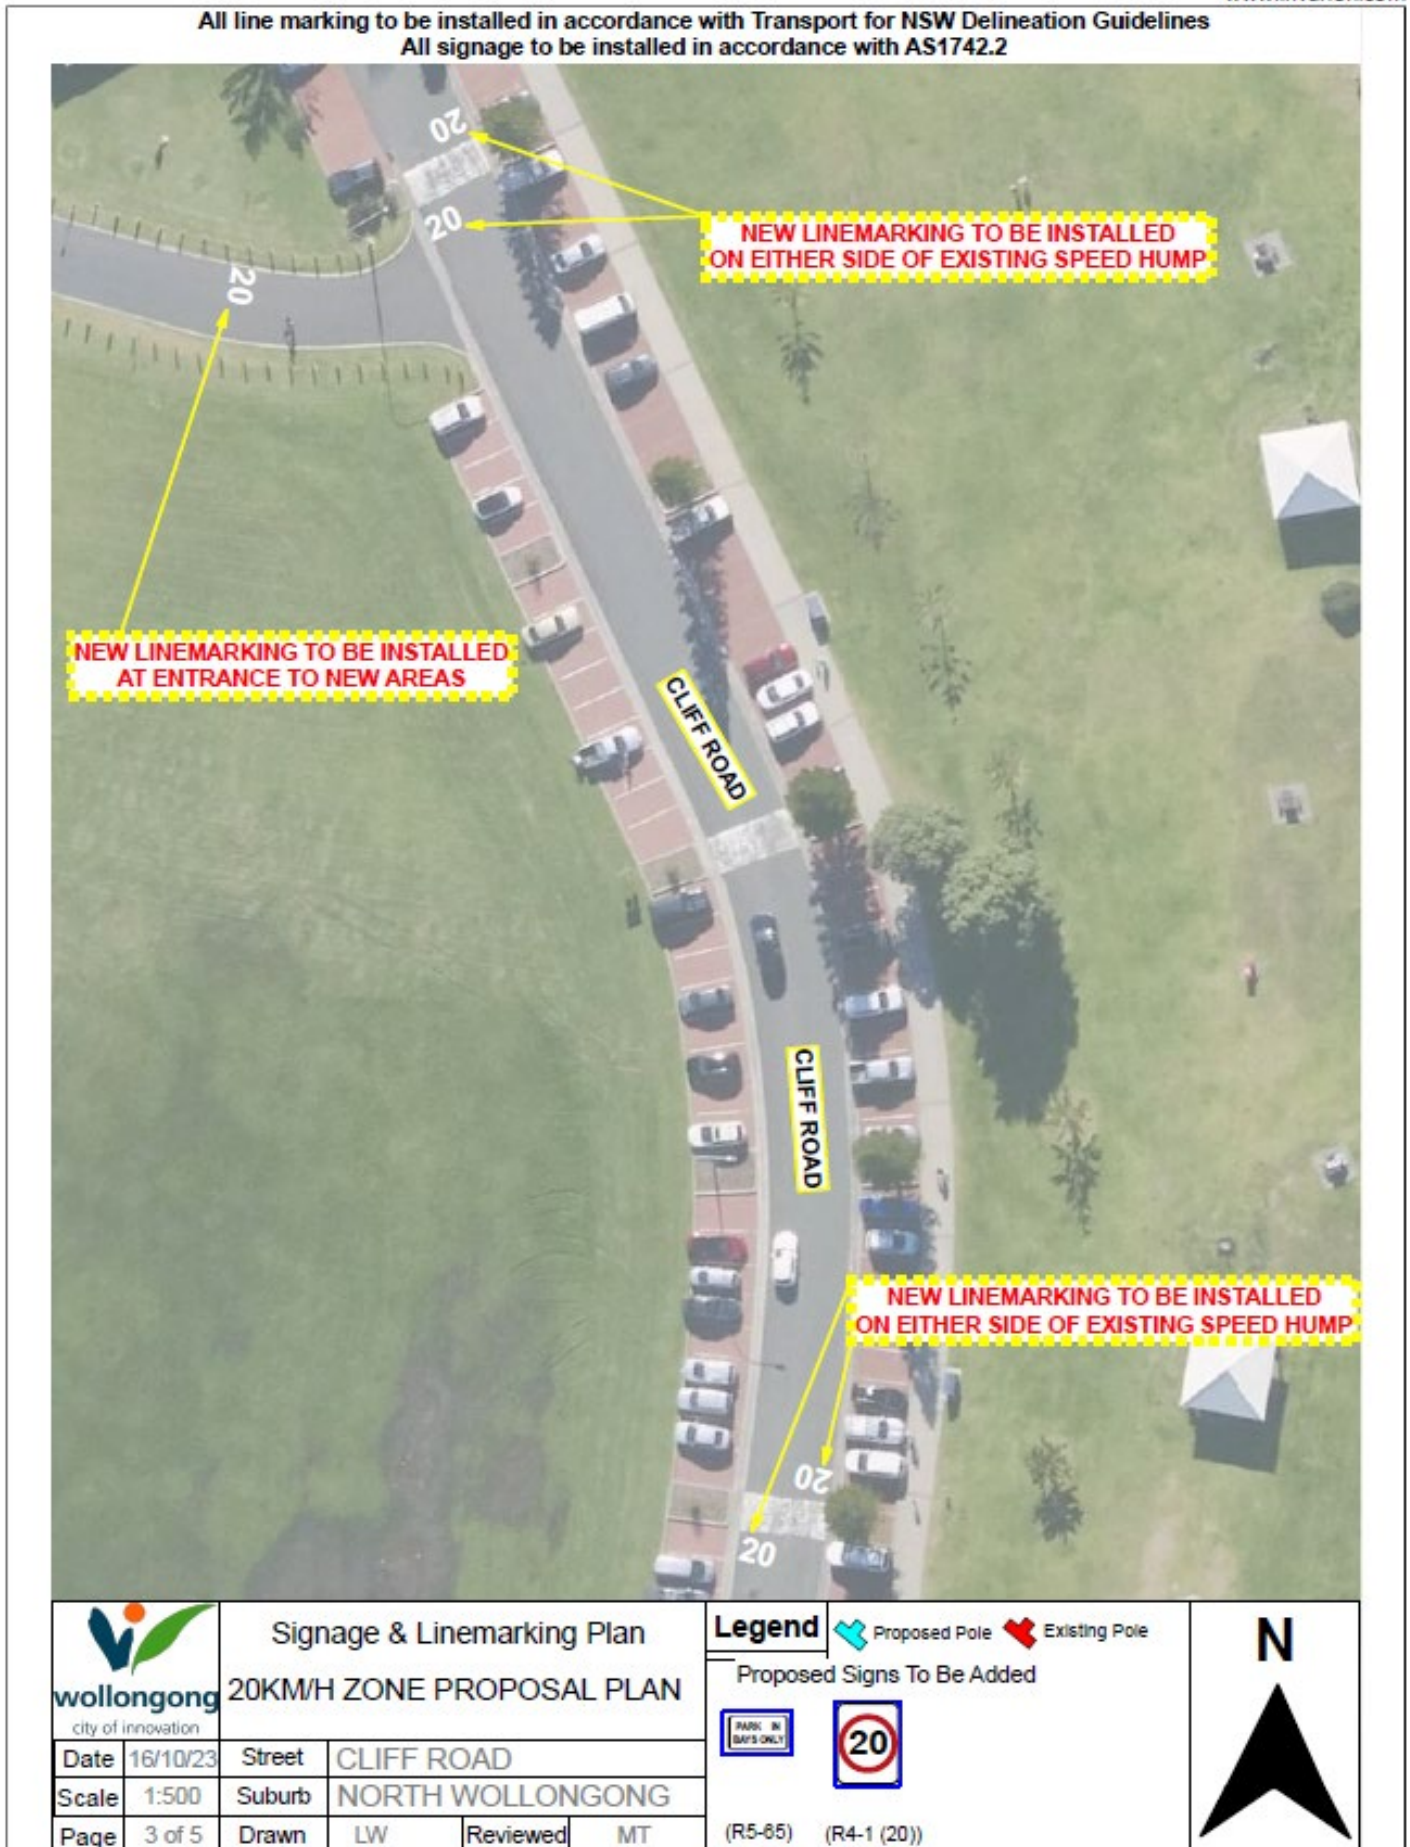 All line marking to be installed in accordance with Transport for NSW Delineation Guidelines
All signage to be installed in accordance with AS1742.2
20
20
NEW LINEMARKING TO BE INSTALLED
ON EITHER SIDE OF EXISTING SPEED HUMP
20
NEW LINEMARKING TO BE INSTALLED
AT ENTRANCE TO NEW AREAS
CLIFF ROAD
CLIFF ROAD
NEW LINEMARKING TO BE INSTALLED
ON EITHER SIDE OF EXISTING SPEED HUMP
20
20
wollongong
city of innovation
Signage & Linemarking Plan
20KM/H ZONE PROPOSAL PLAN
Date 16/10/23 Street CLIFF ROAD
Scale 1:500 Suburb NORTH WOLLONGONG
Page 3 of 5 Drawn LW Reviewed MT
Legend Proposed Pole Existing Pole
Proposed Signs To Be Added
PARK IN
BAYS ONLY
20
(R5-65) (R4-1 (20))
N